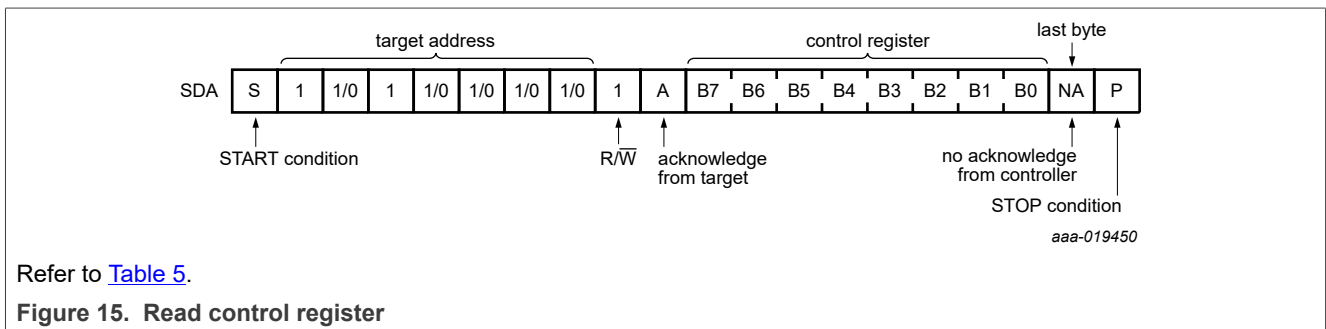 last byte
target address control register
SDA S 1 1/0 1 1/0 1/0 1/0 1/0 1 A B7 B6 B5 B4 B3 B2 B1 B0 NA P
START condition R/W̅ acknowledge from target no acknowledge from controller
STOP condition
aaa-019450
Refer to Table 5.
Figure 15. Read control register